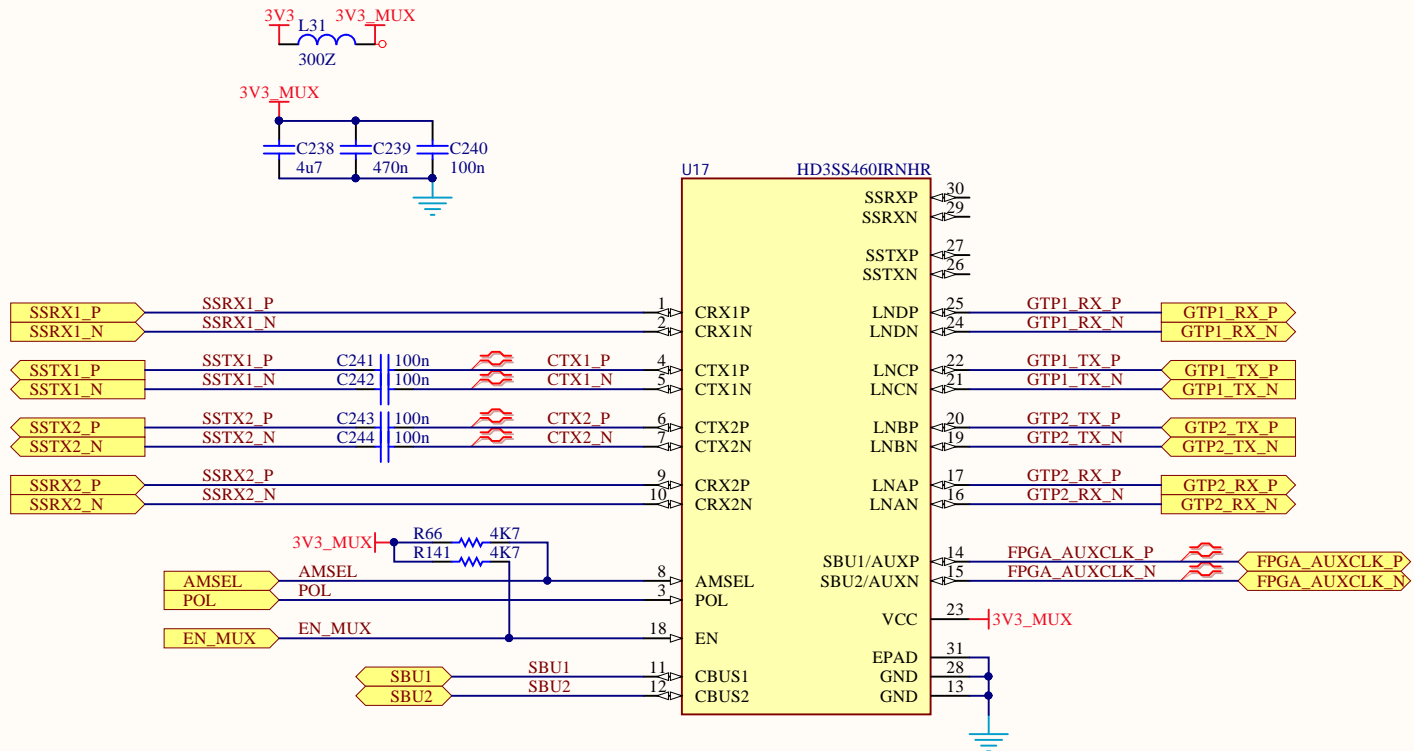 3V3 3V3_MUX
L31
300Z
3V3_MUX
C238 C239 C240
4u7 470n 100n
U17 HD3SS460IRNHR
SSRXP 30
SSRXN 29
SSTXP 27
SSTXN 26
SSRX1_P SSRX1_P 1 CRX1P LNDP 25 GTP1_RX_P GTP1_RX_P
SSRX1_N SSRX1_N 2 CRX1N LNDN 24 GTP1_RX_N GTP1_RX_N
SSTX1_P SSTX1_P C241 100n CTX1_P 4 CTX1P LNCP 22 GTP1_TX_P GTP1_TX_P
SSTX1_N SSTX1_N C242 100n CTX1_N 5 CTX1N LNCN 21 GTP1_TX_N GTP1_TX_N
SSTX2_P SSTX2_P C243 100n CTX2_P 6 CTX2P LNBP 20 GTP2_TX_P GTP2_TX_P
SSTX2_N SSTX2_N C244 100n CTX2_N 7 CTX2N LNBN 19 GTP2_TX_N GTP2_TX_N
SSRX2_P SSRX2_P 9 CRX2P LNAP 17 GTP2_RX_P GTP2_RX_P
SSRX2_N SSRX2_N 10 CRX2N LNAN 16 GTP2_RX_N GTP2_RX_N
3V3_MUX R66 4K7
R141 4K7
SBU1/AUXP 14 FPGA_AUXCLK_P FPGA_AUXCLK_P
AMSEL AMSEL 8 AMSEL SBU2/AUXN 15 FPGA_AUXCLK_N FPGA_AUXCLK_N
POL POL 3 POL
VCC 23 3V3_MUX
EN_MUX EN_MUX 18 EN
EPAD 31
SBU1 SBU1 11 CBUS1 GND 28
SBU2 SBU2 12 CBUS2 GND 13